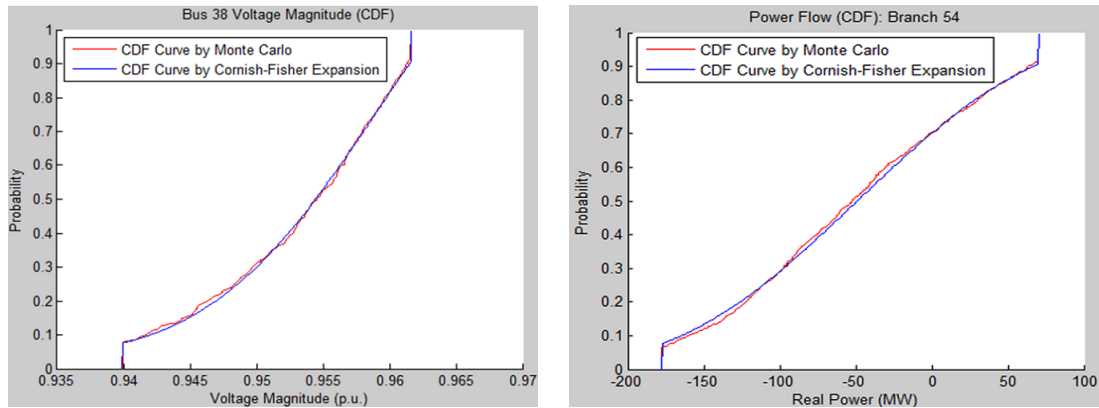 Bus 38 Voltage Magnitude (CDF)
CDF Curve by Monte Carlo
CDF Curve by Cornish-Fisher Expansion
Probability
1
0.9
0.8
0.7
0.6
0.5
0.4
0.3
0.2
0.1
0
0.935 0.94 0.945 0.95 0.955 0.96 0.965 0.97
Voltage Magnitude (p.u.)
Power Flow (CDF): Branch 54
CDF Curve by Monte Carlo
CDF Curve by Cornish-Fisher Expansion
Probability
1
0.9
0.8
0.7
0.6
0.5
0.4
0.3
0.2
0.1
0
-200 -150 -100 -50 0 50 100
Real Power (MW)